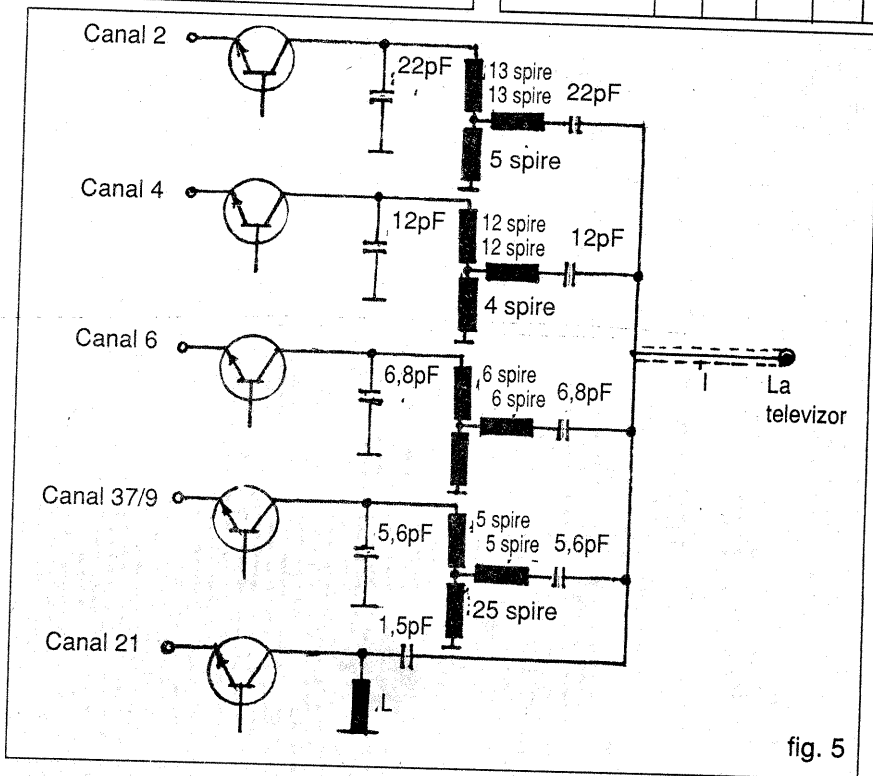 Canal 2
22pF
13 spire
13 spire
22pF
5 spire
Canal 4
12pF
12 spire
12 spire
12pF
4 spire
Canal 6
6,8pF
6 spire
6 spire
6,8pF
l
La
televizor
Canal 37/9
5,6pF
5 spire
5 spire
5,6pF
25 spire
1,5pF
Canal 21
L
fig. 5